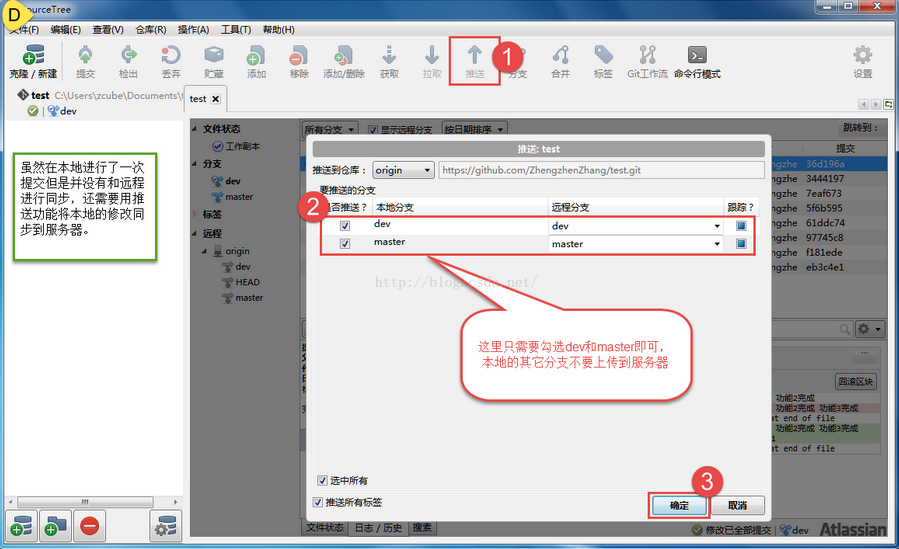 D
ourceTree
文件(F) 编辑(E) 查看(V) 仓库(R) 操作(A) 工具(T) 帮助(H)
克隆 / 新建 提交 检出 丢弃 贮藏 添加 移除 添加/删除 获取 拉取 推送 分支 合并 标签 Git工作流 命令行模式 设置
1
test C:\Users\zcube\Documents\t
dev
test
虽然在本地进行了一次
提交但是并没有和远程
进行同步，还需要用推
送功能将本地的修改同
步到服务器。
文件状态
工作副本
分支
dev
master
标签
远程
origin
dev
HEAD
master
所有分支 显示远程分支 按日期排序 跳转到：
提交
36d196a
ngzhe 3444197
ngzhe 7eaf673
ngzhe 5f6b595
ngzhe 61ddc74
ngzhe 97745c8
ngzhe f181ede
ngzhe eb3c4e1
推送: test
推送到仓库： origin https://github.com/ZhengzhenZhang/test.git
要推送的分支
2
是否推送？ 本地分支 远程分支 跟踪？
dev dev
master master
http://blog.csdn.net/
这里只需要勾选dev和master即可，
本地的其它分支不要上传到服务器
选中所有
推送所有标签
3
确定 取消
回滚区块
功能2完成
功能2完成 功能3完成
at end of file
功能2完成 功能3完成
at end of file
文件状态 日志 / 历史 搜索
修改已全部提交 dev Atlassian